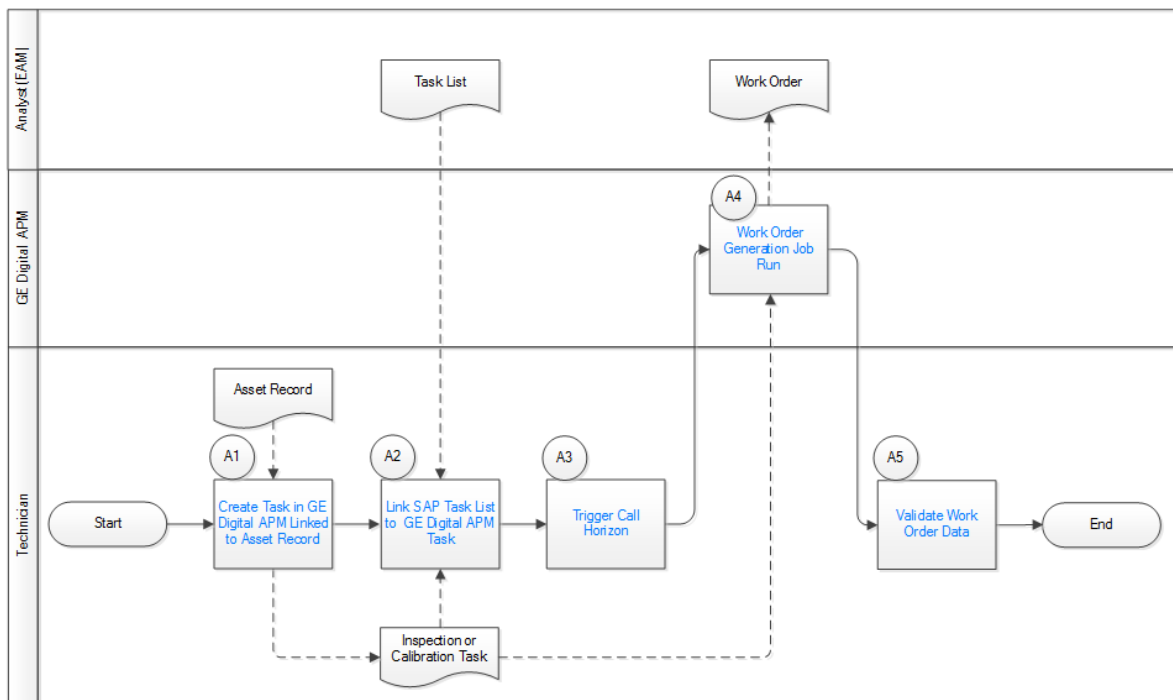 Analyst (EAM)
Task List
Work Order
GE Digital APM
A4
Work Order
Generation Job
Run
Technician
Asset Record
A1
A2
A3
A5
Start
Create Task in GE
Digital APM Linked
to Asset Record
Link SAP Task List
to GE Digital APM
Task
Trigger Call
Horizon
Validate Work
Order Data
End
Inspection or
Calibration Task